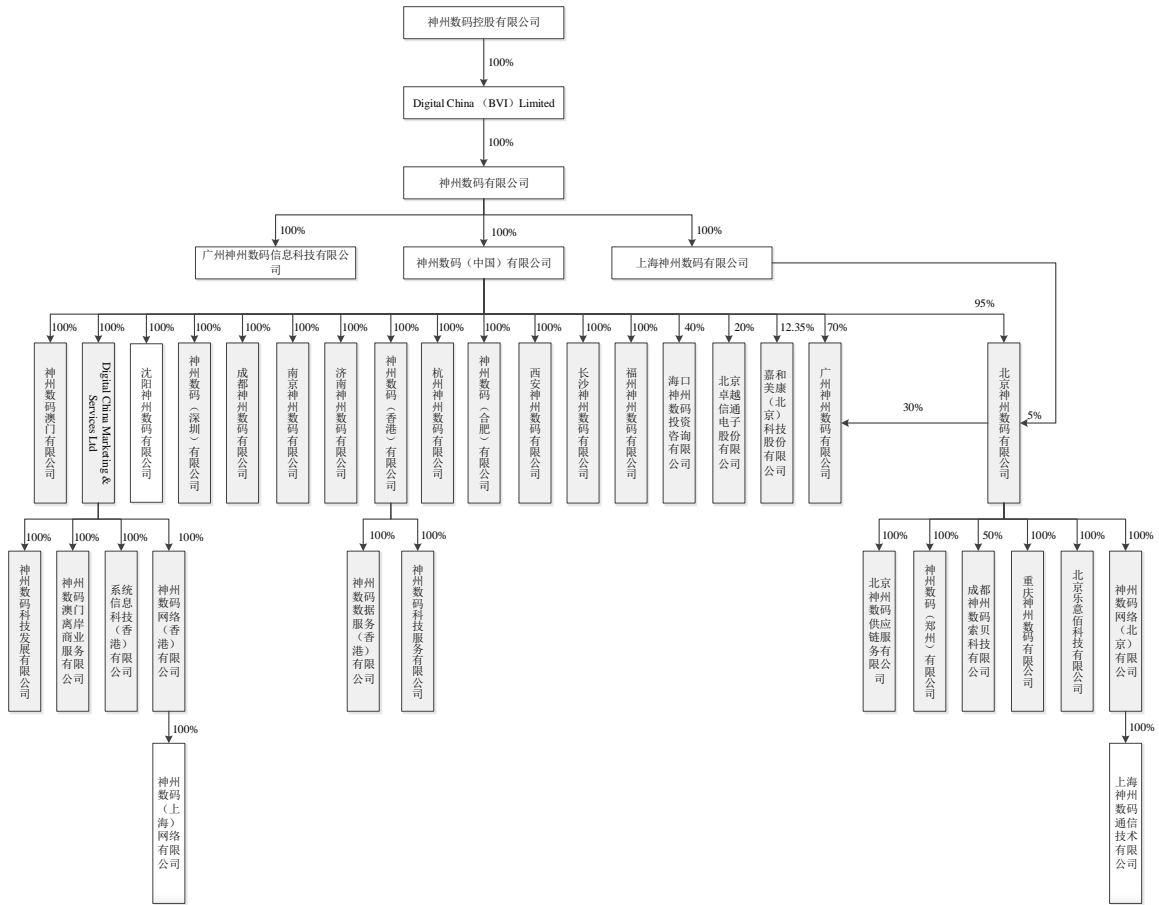 神州数码控股有限公司
100%
Digital China （BVI）Limited
100%
神州数码有限公司
100%
100%
100%
广州神州数码信息科技有限公
司
神州数码（中国）有限公司
上海神州数码有限公司
95%
100%
100%
100%
100%
100%
100%
100%
100%
100%
100%
100%
100%
100%
40%
20%
12.35%
70%
神州数码澳门有限公司
Digital China Marketing &
Services Ltd
沈阳神州数码有限公司
神州数码（深圳）有限公司
成都神州数码有限公司
南京神州数码有限公司
济南神州数码有限公司
神州数码（香港）有限公司
杭州神州数码有限公司
神州数码（合肥）有限公司
西安神州数码有限公司
长沙神州数码有限公司
福州神州数码有限公司
海口神州数码投资咨询有限公司
北京卓越信通电子股份有限公司
嘉和美康（北京）科技股份有限公司
广州神州数码有限公司
30%
北京神州数码有限公司
5%
100%
100%
100%
100%
100%
100%
100%
100%
50%
100%
100%
100%
神州数码科技发展有限公司
神州数码澳门离岸商业服务有限公司
系统信息科技（香港）有限公司
神州数码网络（香港）有限公司
神州数码数据服务（香港）有限公司
神州数码科技服务有限公司
北京神州数码供应链服务有限公司
神州数码（郑州）有限公司
成都神州数码索贝科技有限公司
重庆神州数码有限公司
北京乐意佰科技有限公司
神州数码网络（北京）有限公司
100%
100%
神州数码（上海）网络有限公司
上海神州数码通信技术有限公司